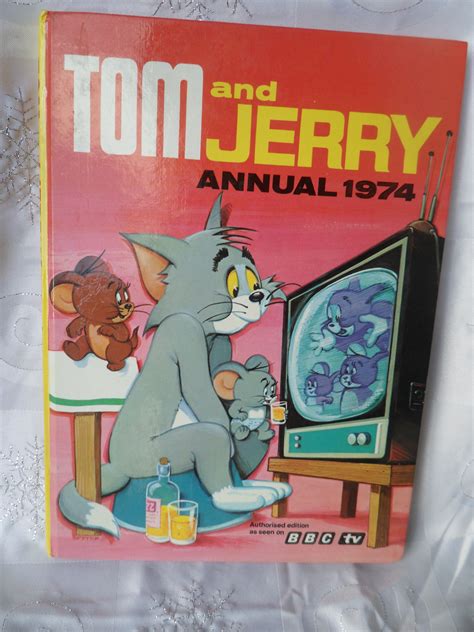 TOM and
JERRY
ANNUAL 1974
Authorised edition
as seen on BBC tv